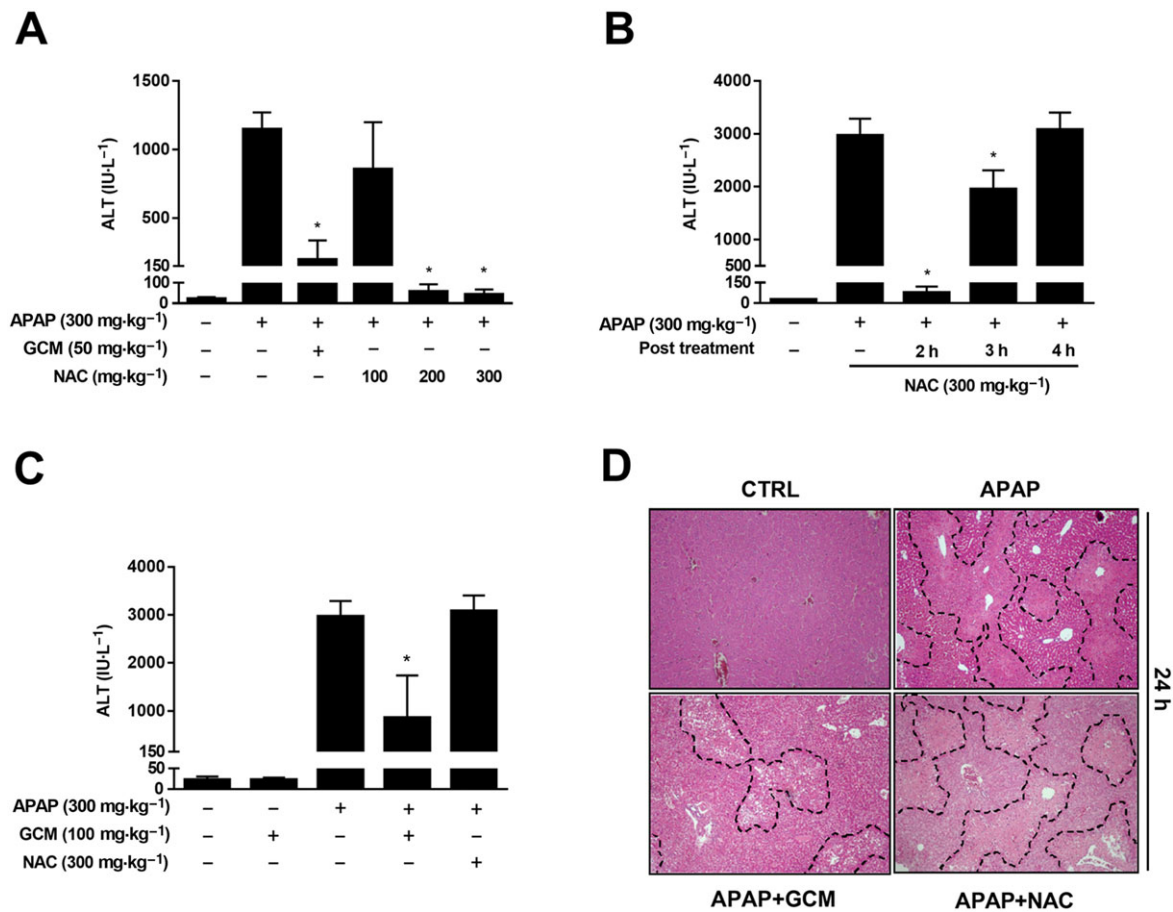 A
1500
1000
500
150
100
0
ALT (IU·L⁻¹)
*
*
*
APAP (300 mg·kg⁻¹) – + + + + +
GCM (50 mg·kg⁻¹) – – + – – –
NAC (mg·kg⁻¹) – – – 100 200 300
B
4000
3000
2000
1000
500
150
0
ALT (IU·L⁻¹)
*
*
APAP (300 mg·kg⁻¹) – + + + +
Post treatment – – 2 h 3 h 4 h
NAC (300 mg·kg⁻¹)
C
4000
3000
2000
1000
150
50
0
ALT (IU·L⁻¹)
*
APAP (300 mg·kg⁻¹) – – + + +
GCM (100 mg·kg⁻¹) – + – + –
NAC (300 mg·kg⁻¹) – – – – +
D
CTRL APAP
24 h
APAP+GCM APAP+NAC